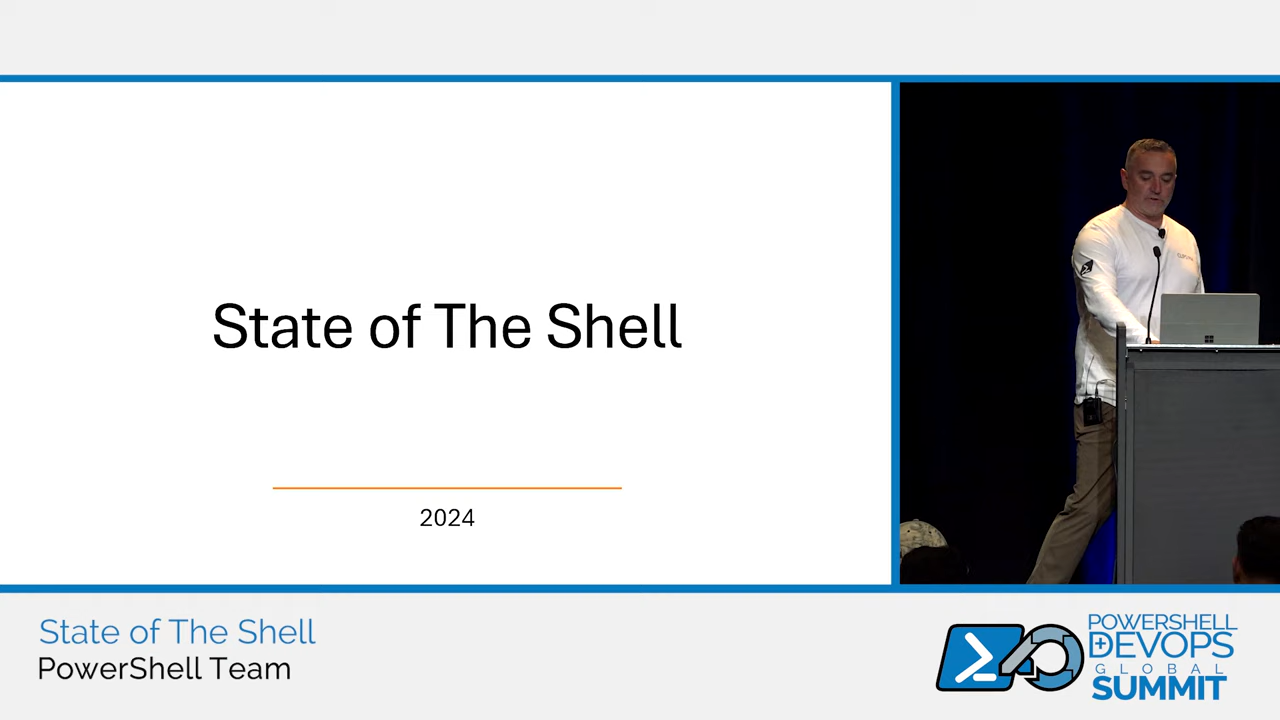 State of The Shell
2024
State of The Shell
PowerShell Team
POWERSHELL
+DEVOPS
GLOBAL
SUMMIT